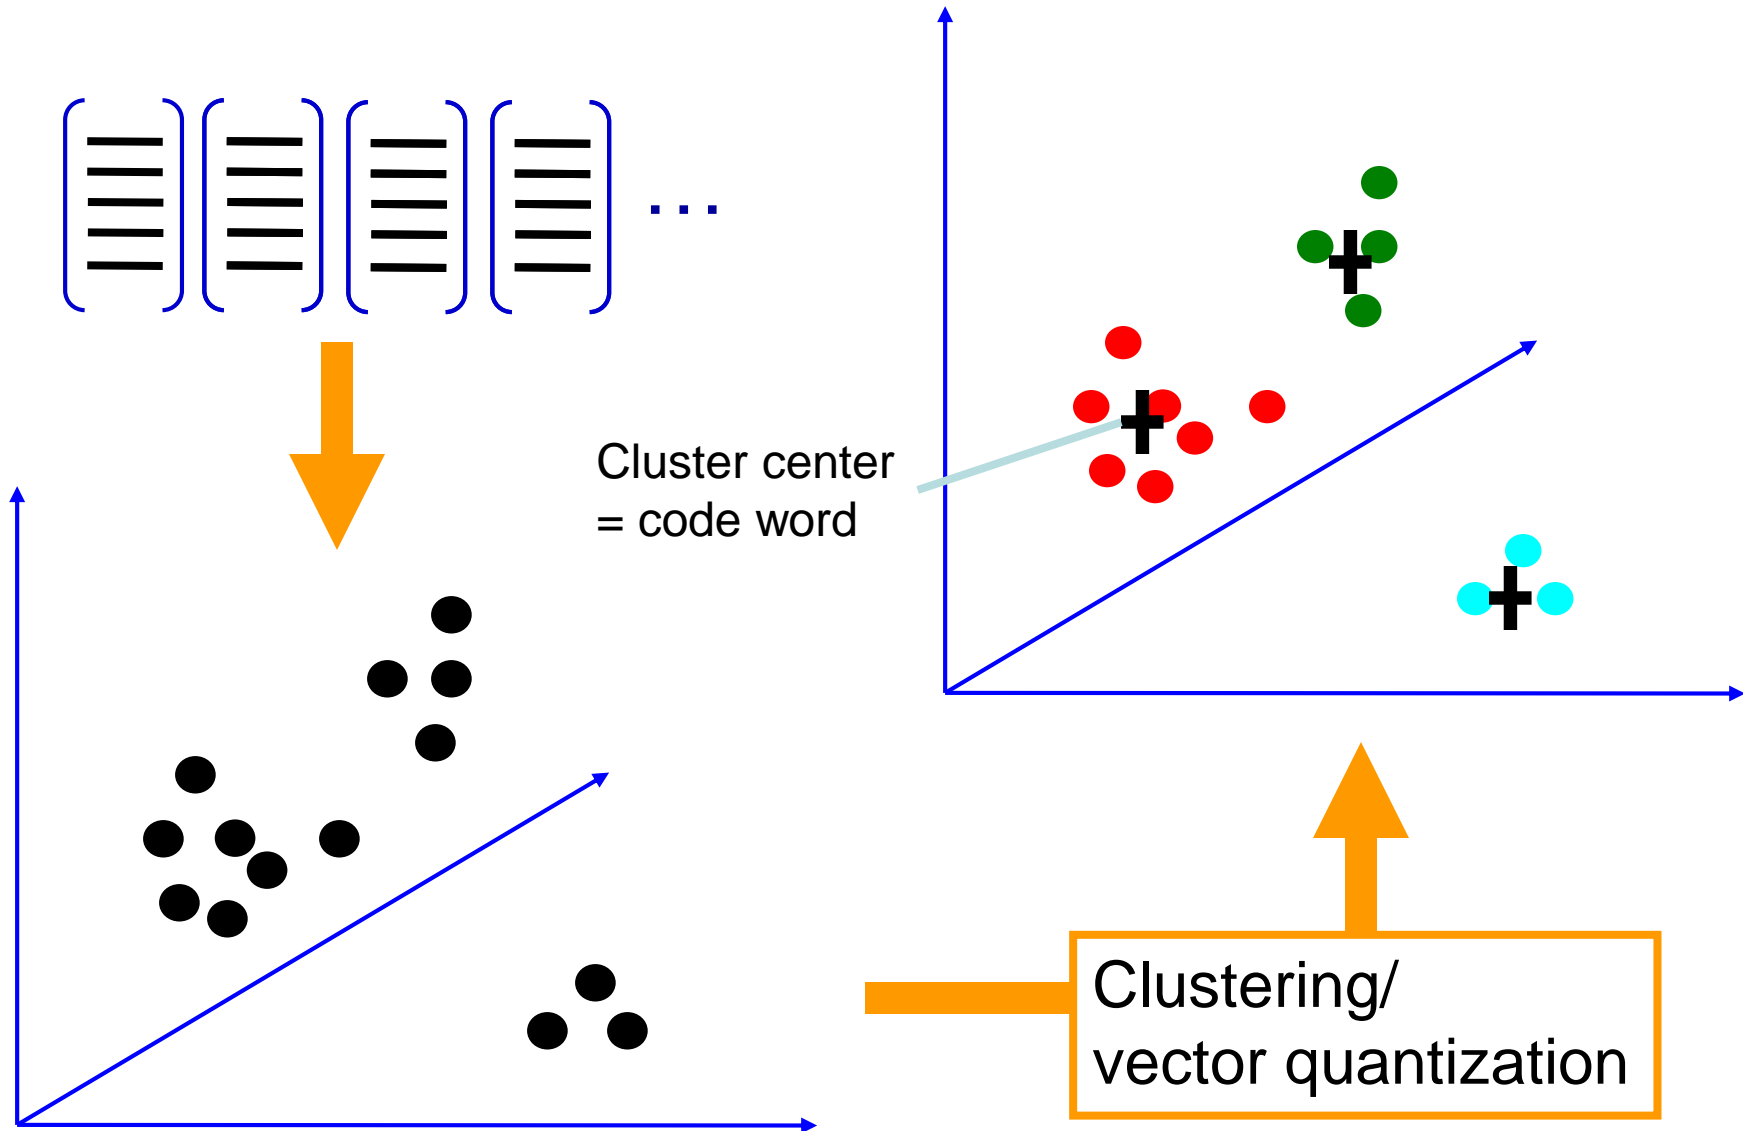 . . .
Cluster center
= code word
Clustering/
vector quantization